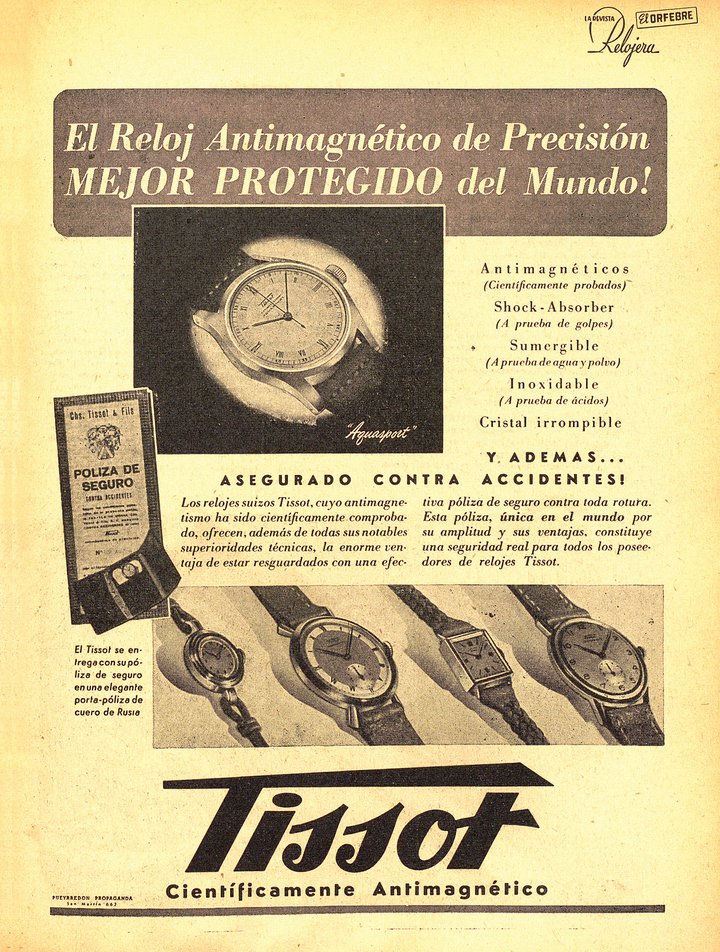 LA REVISTA
Relojera
El ORFEBRE
El Reloj Antimagnético de Precisión
MEJOR PROTEGIDO del Mundo!
Antimagnéticos
(Científicamente probados)
Shock-Absorber
(A prueba de golpes)
Sumergible
(A prueba de agua y polvo)
Inoxidable
(A prueba de ácidos)
Cristal irrompible
"Aquasport"
Chs. Tissot & Fils
POLIZA DE
SEGURO
CONTRA ACCIDENTES
Y ADEMAS...
ASEGURADO CONTRA ACCIDENTES!
Los relojes suizos Tissot, cuyo antimagne-
tismo ha sido científicamente comproba-
do, ofrecen, además de todas sus notables
superioridades técnicas, la enorme ven-
taja de estar resguardados con una efec-
tiva póliza de seguro contra toda rotura.
Esta póliza, única en el mundo por
su amplitud y sus ventajas, constituye
una seguridad real para todos los posee-
dores de relojes Tissot.
El Tissot se en-
trega con su pó-
liza de seguro
en una elegante
porta-póliza de
cuero de Rusia
Tissot
Científicamente Antimagnético
PUEYRREDON PROPAGANDA
San Martín 662